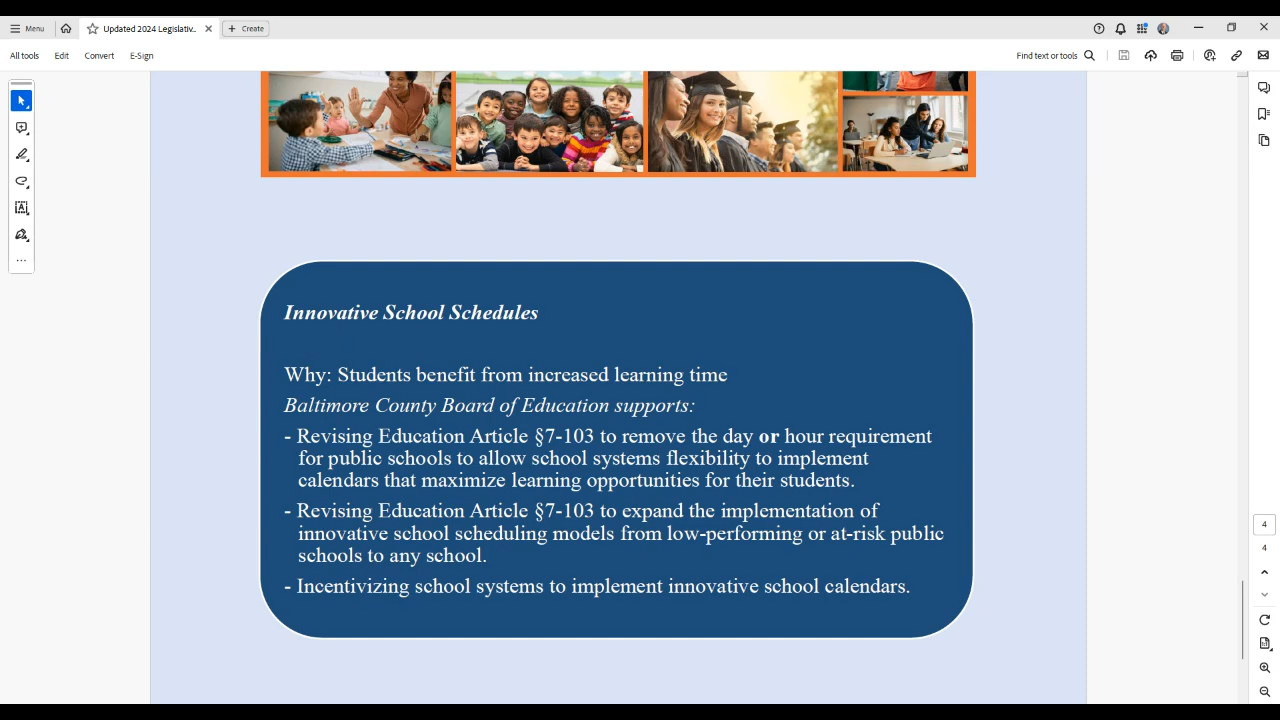 Menu
Updated 2024 Legislativ..
Create
All tools
Edit
Convert
E-Sign
Find text or tools
Innovative School Schedules
Why: Students benefit from increased learning time
Baltimore County Board of Education supports:
- Revising Education Article §7-103 to remove the day or hour requirement
for public schools to allow school systems flexibility to implement
calendars that maximize learning opportunities for their students.
- Revising Education Article §7-103 to expand the implementation of
innovative school scheduling models from low-performing or at-risk public
schools to any school.
- Incentivizing school systems to implement innovative school calendars.
4
4